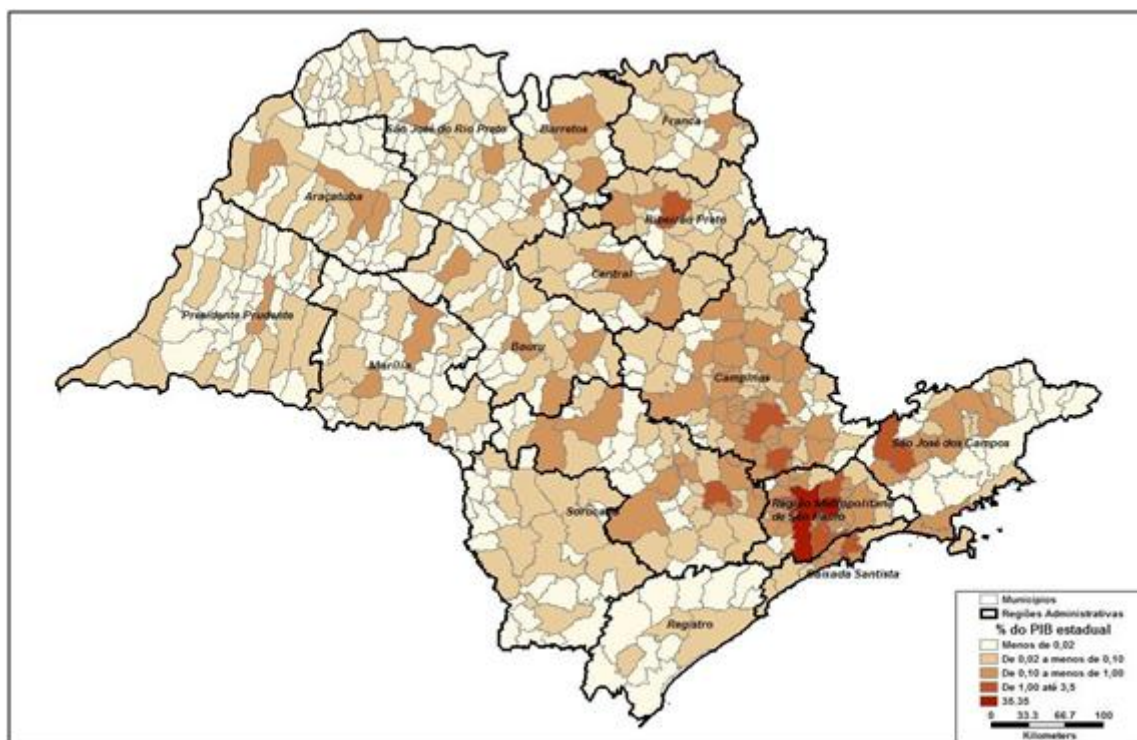 São José do Rio Preto
Barretos
Franca
Araçatuba
Ribeirão Preto
Central
Presidente Prudente
Bauru
Marília
Campinas
São José dos Campos
Região Metropolitana
de São Paulo
Sorocaba
Baixada Santista
Registro
Municípios
Regiões Administrativas
% do PIB estadual
Menos de 0,02
De 0,02 a menos de 0,10
De 0,10 a menos de 1,00
De 1,00 até 3,5
35,35
0 33.3 66.7 100
Kilometers